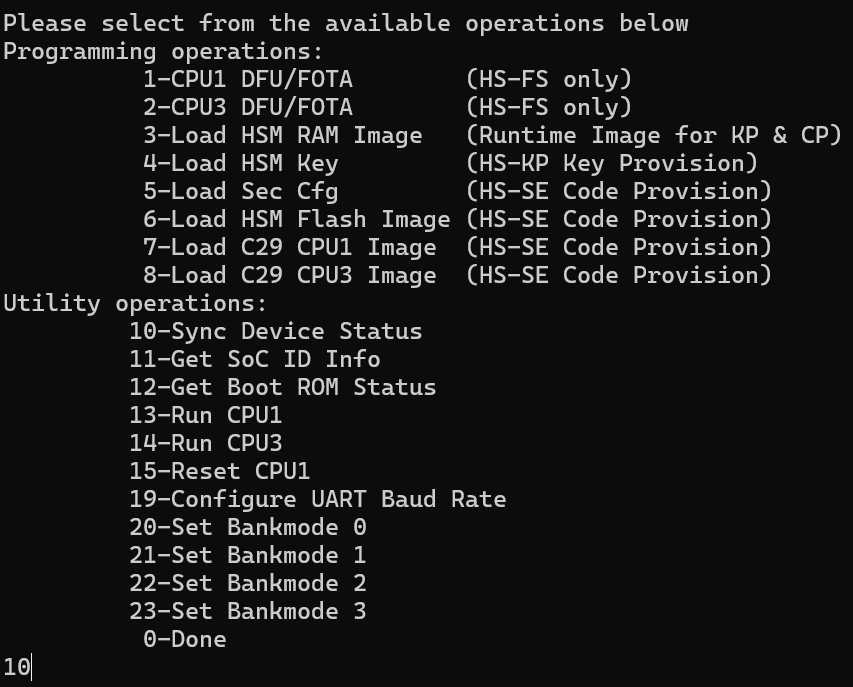 Please select from the available operations below
Programming operations:
1-CPU1 DFU/FOTA (HS-FS only)
2-CPU3 DFU/FOTA (HS-FS only)
3-Load HSM RAM Image (Runtime Image for KP & CP)
4-Load HSM Key (HS-KP Key Provision)
5-Load Sec Cfg (HS-SE Code Provision)
6-Load HSM Flash Image (HS-SE Code Provision)
7-Load C29 CPU1 Image (HS-SE Code Provision)
8-Load C29 CPU3 Image (HS-SE Code Provision)
Utility operations:
10-Sync Device Status
11-Get SoC ID Info
12-Get Boot ROM Status
13-Run CPU1
14-Run CPU3
15-Reset CPU1
19-Configure UART Baud Rate
20-Set Bankmode 0
21-Set Bankmode 1
22-Set Bankmode 2
23-Set Bankmode 3
0-Done
10